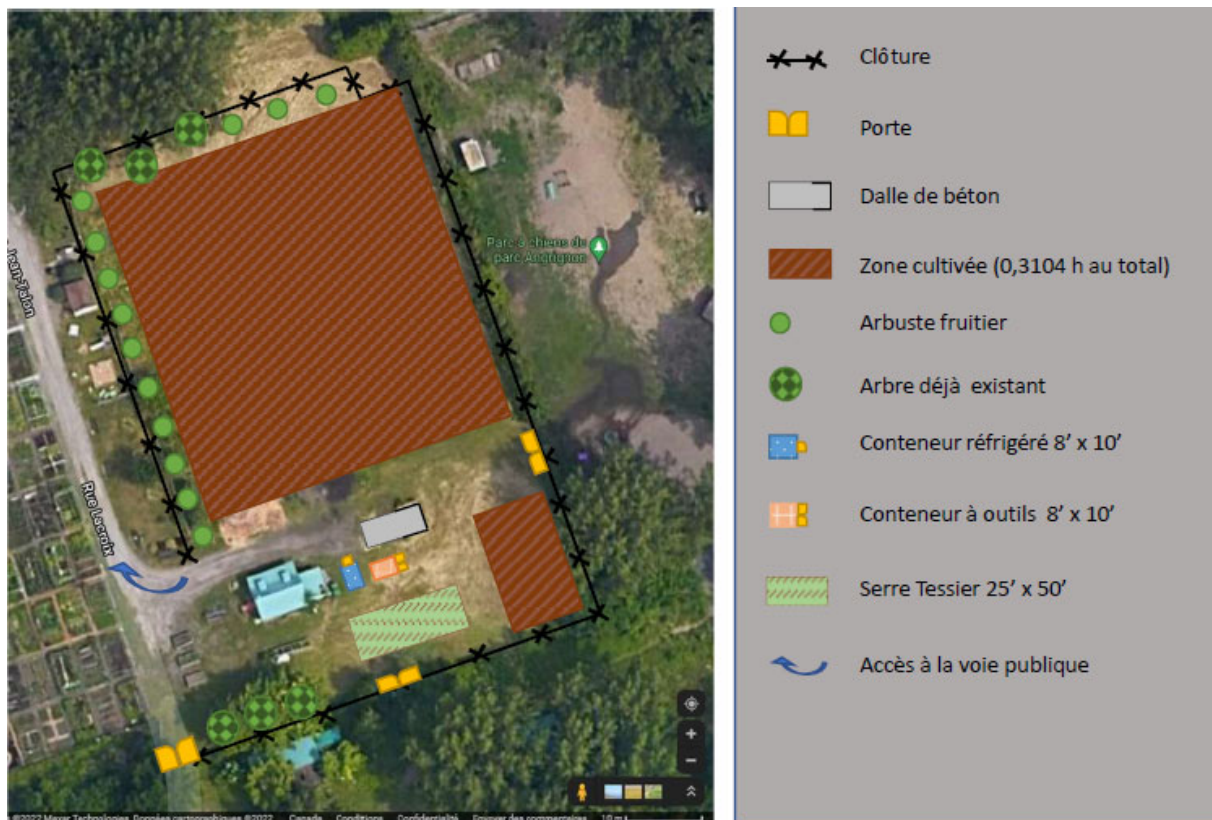 Parc à chiens de
parc Angrignon
Jean-Talon
Rue Lacroix
©2022 Maxar Technologies, Données cartographiques ©2022 Canada Conditions Confidentialité Envoyer des commentaires 10 m
Clôture
Porte
Dalle de béton
Zone cultivée (0,3104 h au total)
Arbuste fruitier
Arbre déjà existant
Conteneur réfrigéré 8’ x 10’
Conteneur à outils 8’ x 10’
Serre Tessier 25’ x 50’
Accès à la voie publique